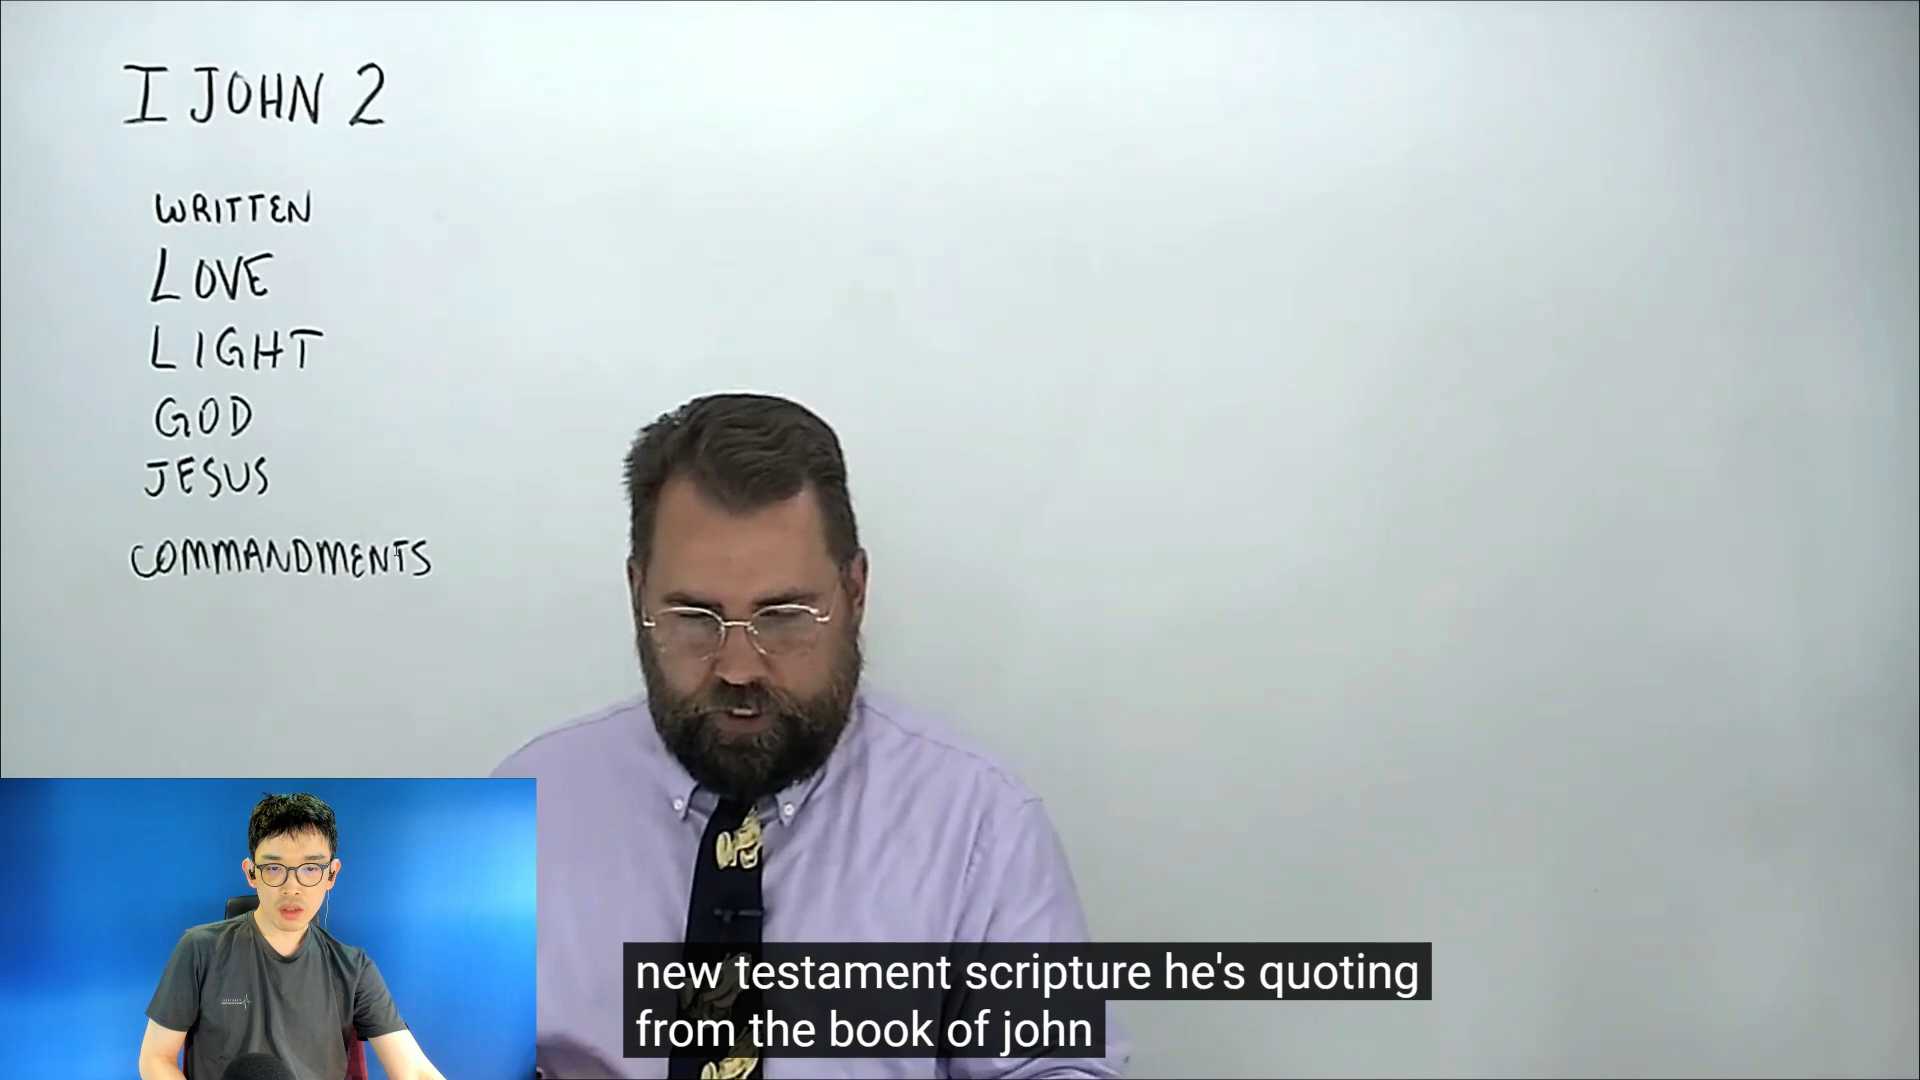 I JOHN 2
WRITTEN
LOVE
LIGHT
GOD
JESUS
COMMANDMENTS
new testament scripture he's quoting
from the book of john